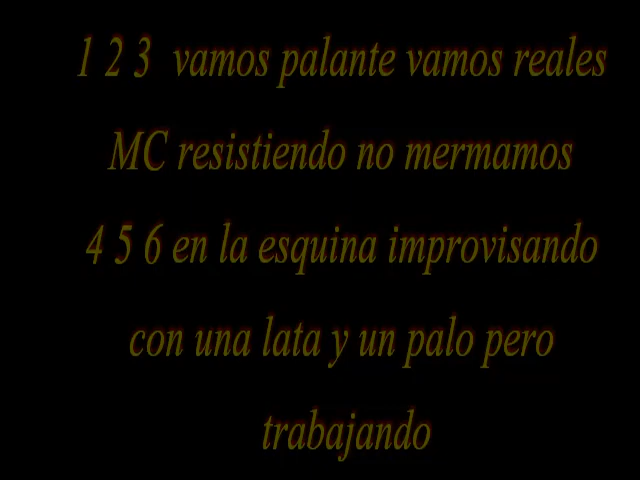 1 2 3 vamos palante vamos reales
MC resistiendo no mermamos
4 5 6 en la esquina improvisando
con una lata y un palo pero
trabajando